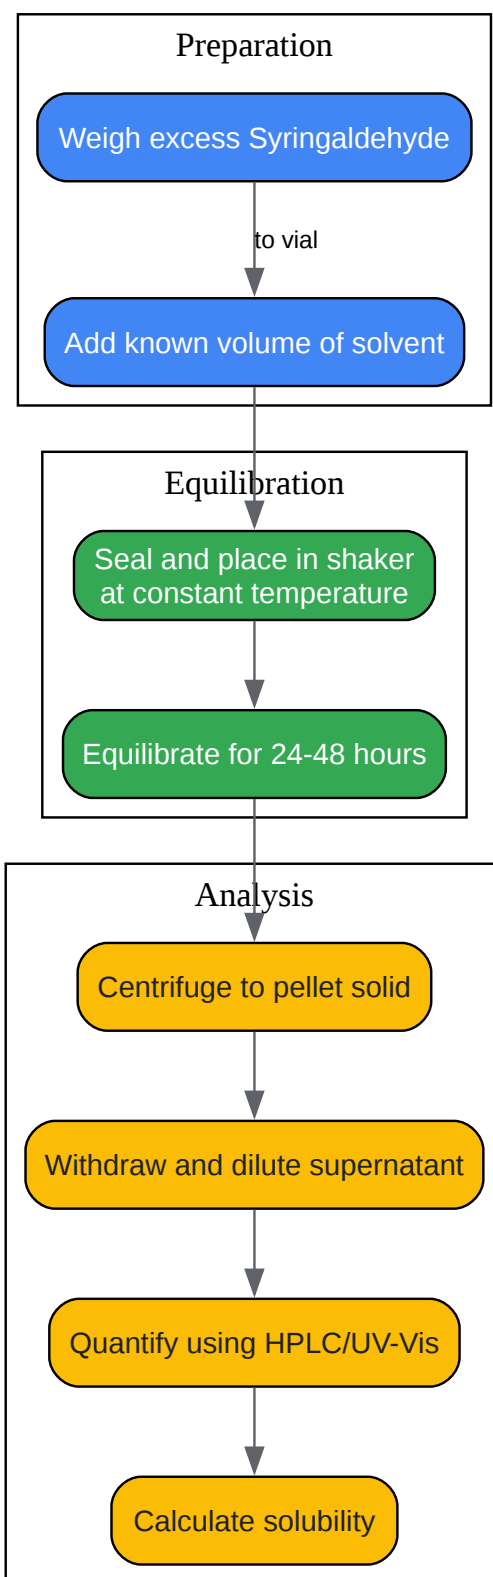 Preparation
Weigh excess Syringaldehyde
to vial
Add known volume of solvent
Equilibration
Seal and place in shaker
at constant temperature
Equilibrate for 24-48 hours
Analysis
Centrifuge to pellet solid
Withdraw and dilute supernatant
Quantify using HPLC/UV-Vis
Calculate solubility